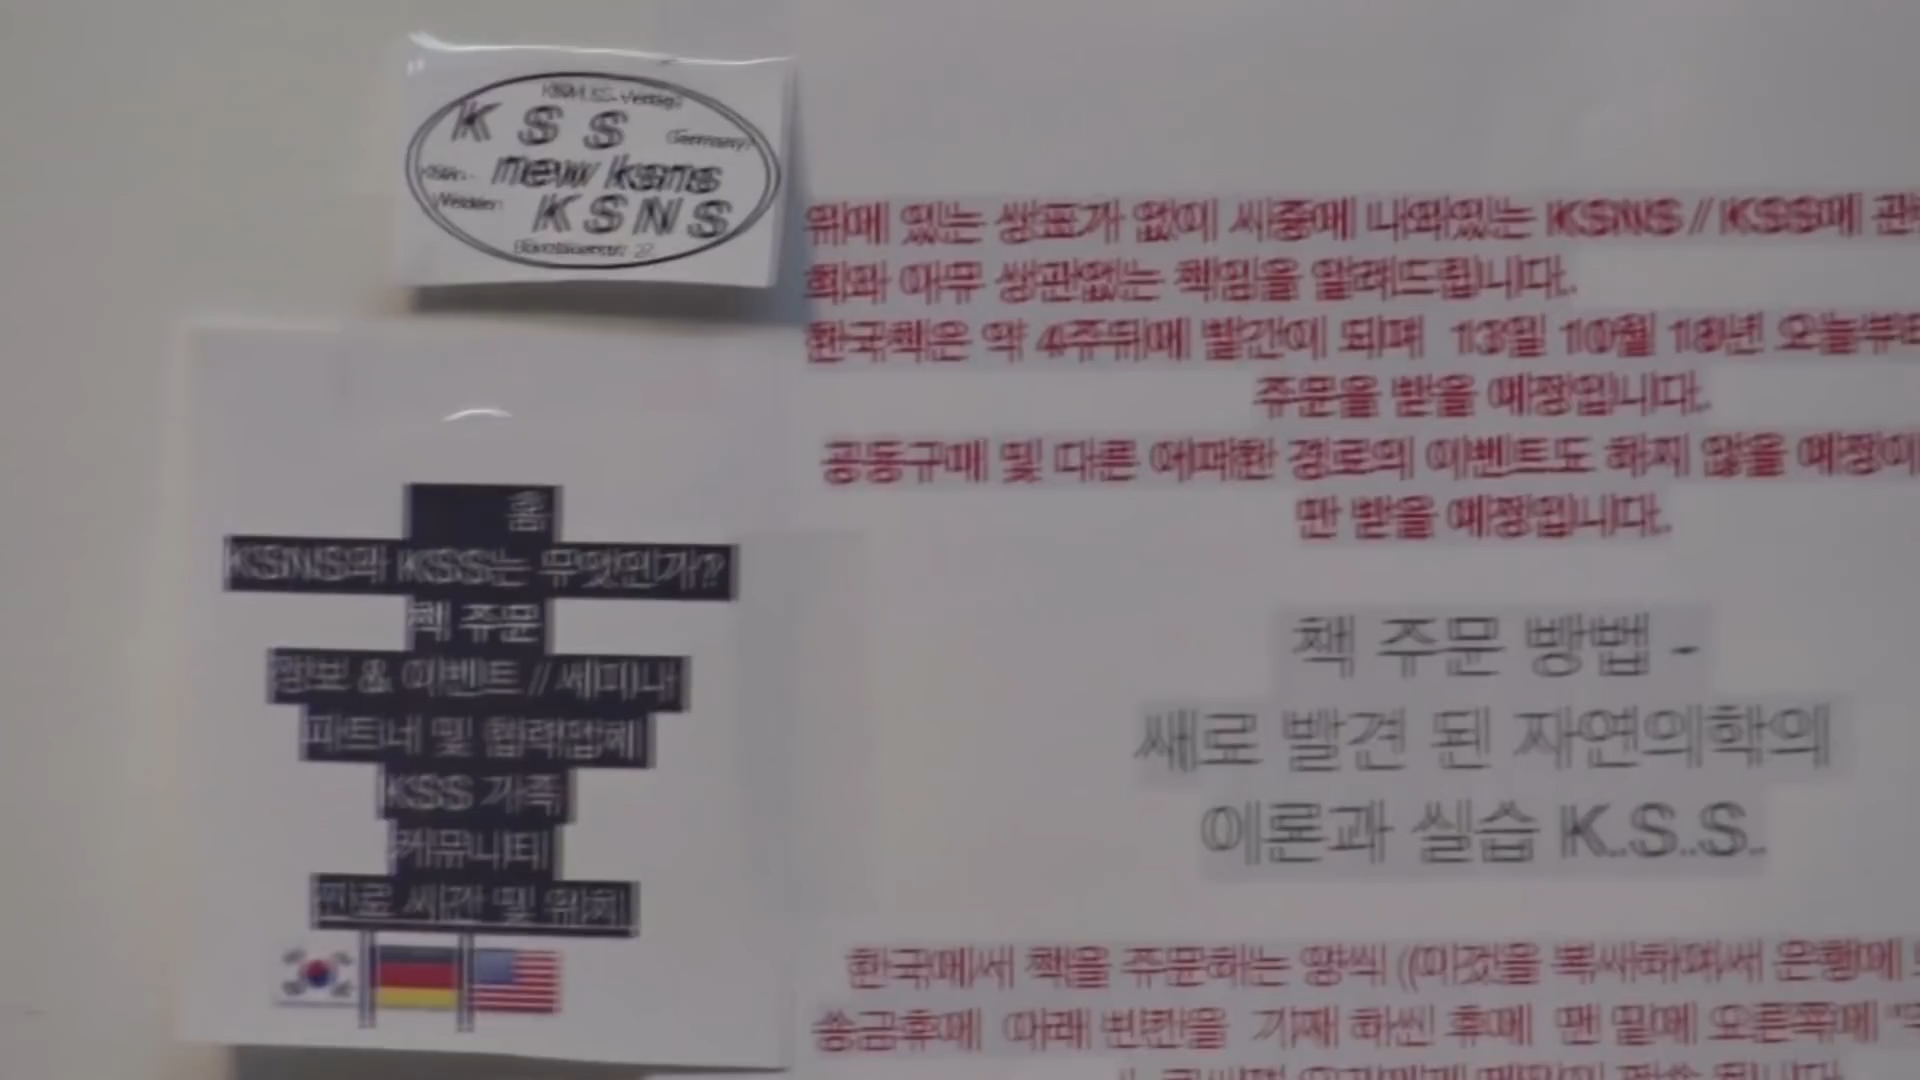 K S S
Germany
new ksns
KSNS
위에 있는 상표가 없이 시중에 나와있는 KSNS // KSS에 관
회와 아무 상관없는 책임을 알려드립니다.
한국책은 약 4주뒤에 발간이 되며 13일 10월 18년 오늘부터
주문을 받을 예정입니다.
공동구매 및 다른 어떠한 경로의 이벤트도 하지 않을 예정이
만 받을 예정입니다.
홈
KSNS와 KSS는 무엇인가?
책 주문
정보 & 이벤트 // 세미나
파트너 및 협력업체
KSS 가족
커뮤니티
진료 시간 및 위치
책 주문 방법 -
새로 발견 된 자연의학의
이론과 실습 K.S.S.
한국에서 책을 주문하는 양식 ((이것을 복사하여서 은행에
송금후에 아래 빈칸을 기재 하신 후에 맨 밑에 오른쪽에